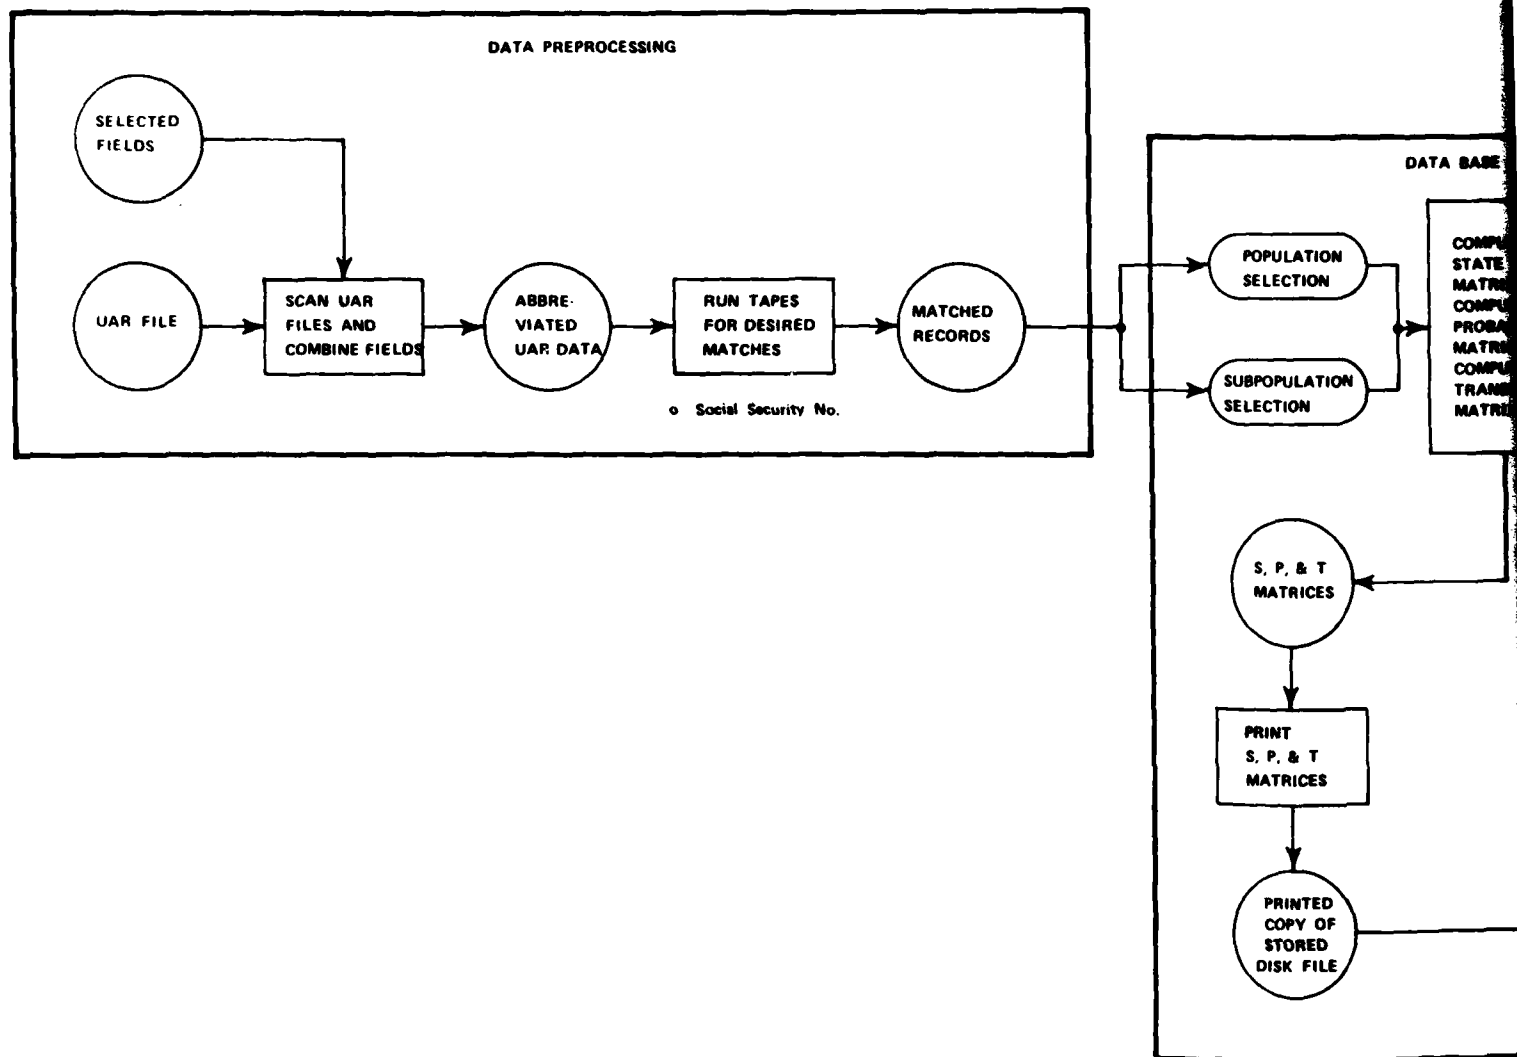 DATA PREPROCESSING
SELECTED
FIELDS
UAR FILE
SCAN UAR
FILES AND
COMBINE FIELDS
ABBRE-
VIATED
UAR DATA
RUN TAPES
FOR DESIRED
MATCHES
o Social Security No.
MATCHED
RECORDS
DATA BASE
POPULATION
SELECTION
SUBPOPULATION
SELECTION
STATE
S, P, & T
MATRICES
PRINT
S, P, & T
MATRICES
PRINTED
COPY OF
STORED
DISK FILE